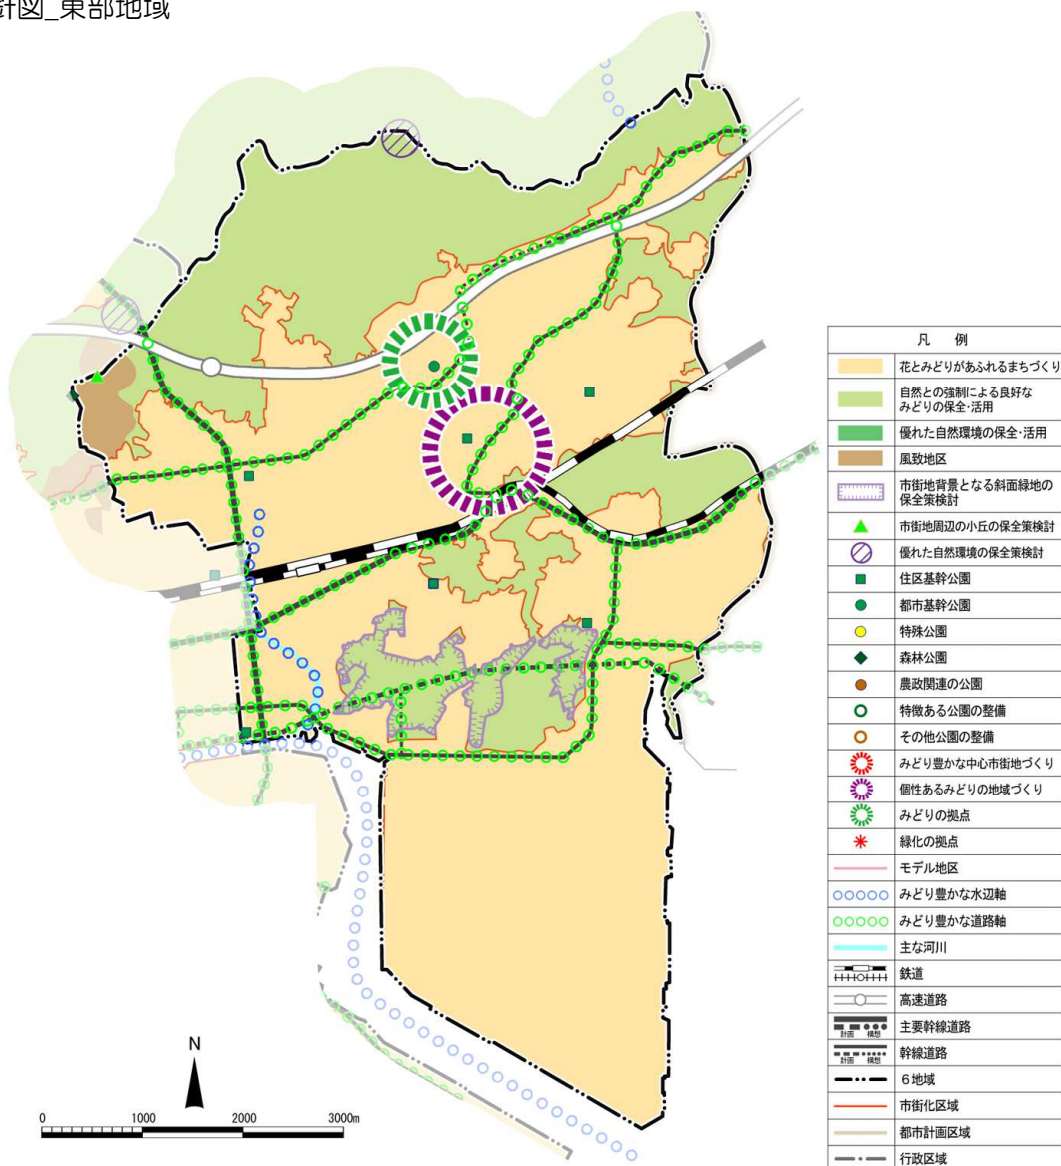 針図_東部地域
凡 例
花とみどりがあふれるまちづくり
自然との強制による良好な
みどりの保全・活用
優れた自然環境の保全・活用
風致地区
市街地背景となる斜面緑地の
保全策検討
市街地周辺の小丘の保全策検討
優れた自然環境の保全策検討
住区基幹公園
都市基幹公園
特殊公園
森林公園
農政関連の公園
特徴ある公園の整備
その他公園の整備
みどり豊かな中心市街地づくり
個性あるみどりの地域づくり
みどりの拠点
緑化の拠点
モデル地区
みどり豊かな水辺軸
みどり豊かな道路軸
主な河川
鉄道
高速道路
主要幹線道路
計画 構想
幹線道路
計画 構想
6地域
市街化区域
都市計画区域
行政区域
N
0 1000 2000 3000m